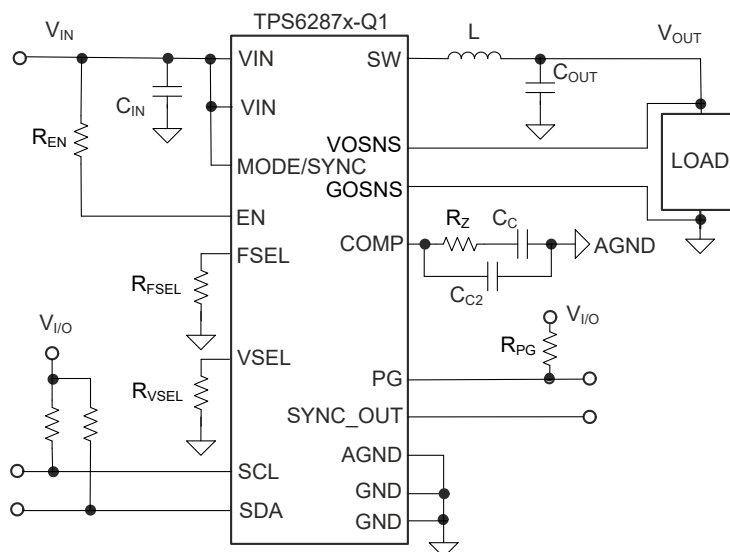 TPS6287x-Q1
V_IN
VIN
SW
L
V_OUT
C_IN
C_OUT
VIN
R_EN
VOSNS
LOAD
MODE/SYNC
GOSNS
EN
R_Z
C_C
COMP
AGND
FSEL
C_C2
R_FSEL
V_I/O
V_I/O
R_PG
VSEL
PG
R_VSEL
SYNC_OUT
AGND
SCL
GND
SDA
GND